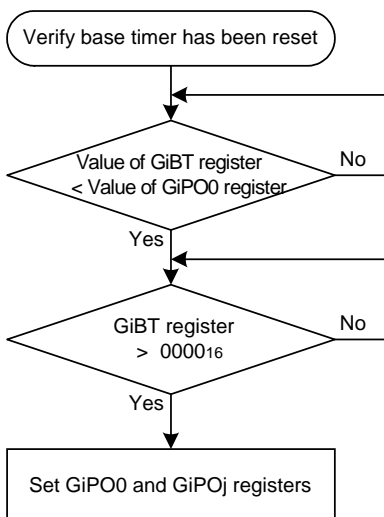 Verify base timer has been reset
Value of GiBT register
< Value of GiPO0 register
No
Yes
GiBT register
> 000016
No
Yes
Set GiPO0 and GiPOj registers